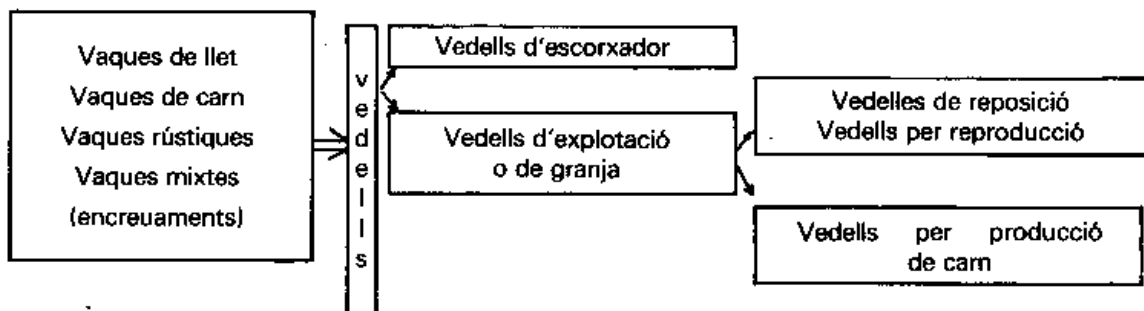 Vaques de llet
Vaques de carn
Vaques rústiques
Vaques mixtes
(encreuaments)
vedells
Vedells d'escorxador
Vedells d'explotació
o de granja
Vedelles de reposició
Vedells per reproducció
Vedells per producció
de carn